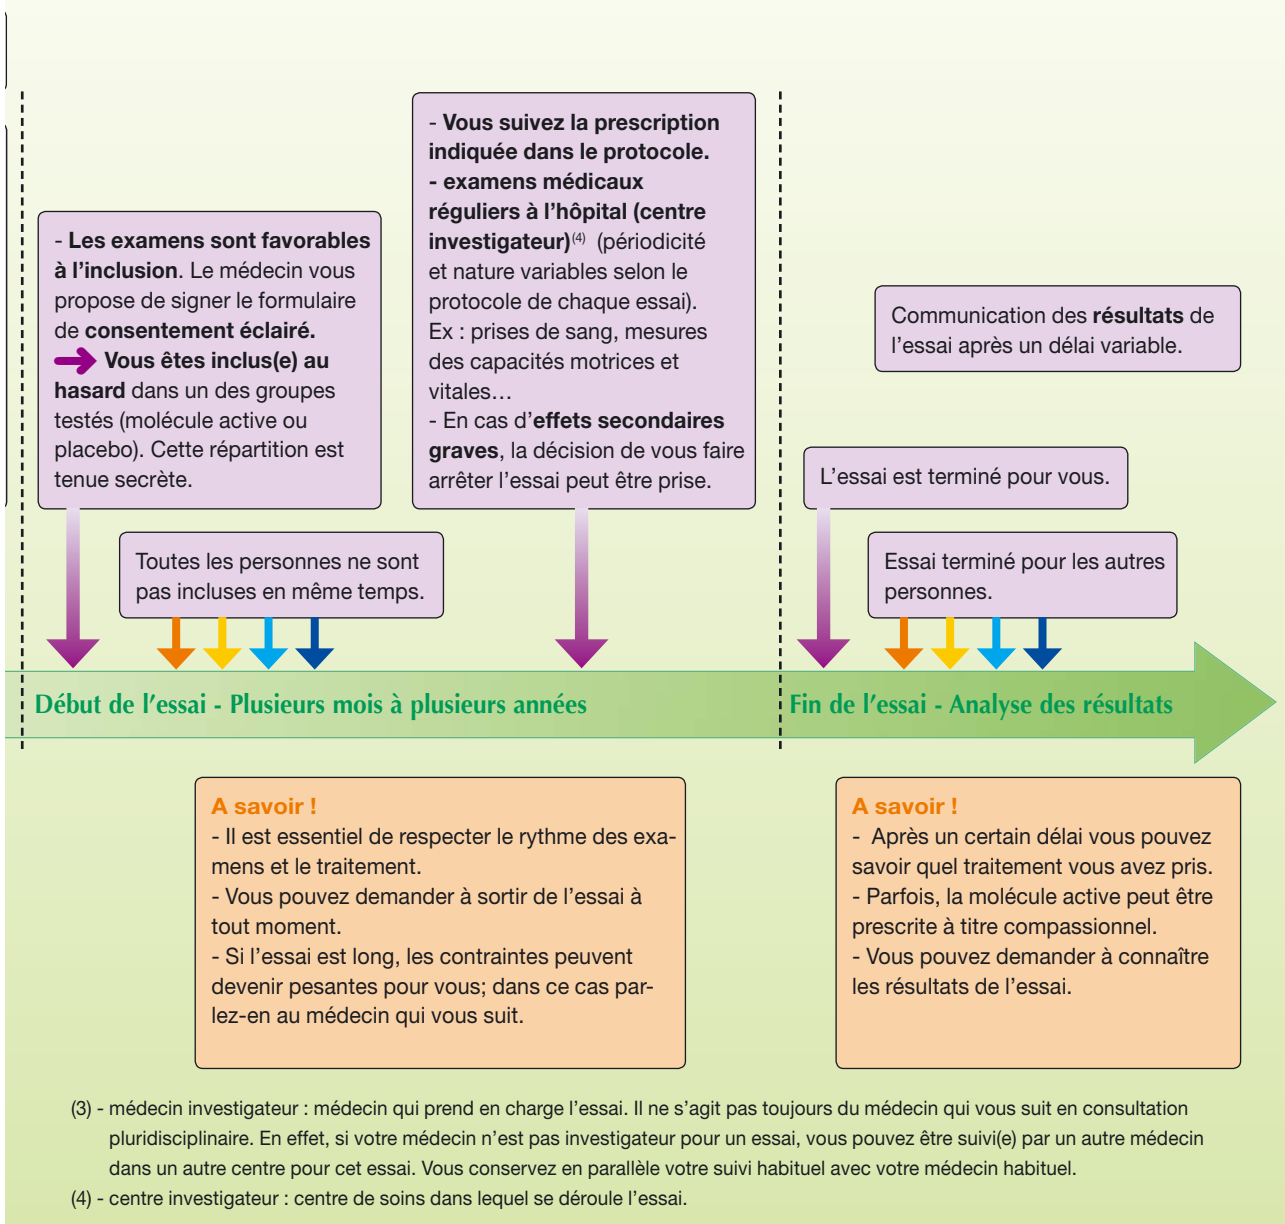 - Les examens sont favorables
à l'inclusion. Le médecin vous
propose de signer le formulaire
de consentement éclairé.
Vous êtes inclus(e) au
hasard dans un des groupes
testés (molécule active ou
placebo). Cette répartition est
tenue secrète.
Toutes les personnes ne sont
pas incluses en même temps.
- Vous suivez la prescription
indiquée dans le protocole.
- examens médicaux
réguliers à l'hôpital (centre
investigateur)(4) (périodicité
et nature variables selon le
protocole de chaque essai).
Ex : prises de sang, mesures
des capacités motrices et
vitales…
- En cas d'effets secondaires
graves, la décision de vous faire
arrêter l'essai peut être prise.
Communication des résultats de
l'essai après un délai variable.
L'essai est terminé pour vous.
Essai terminé pour les autres
personnes.
Début de l'essai - Plusieurs mois à plusieurs années
Fin de l'essai - Analyse des résultats
A savoir !
- Il est essentiel de respecter le rythme des exa-
mens et le traitement.
- Vous pouvez demander à sortir de l'essai à
tout moment.
- Si l'essai est long, les contraintes peuvent
devenir pesantes pour vous; dans ce cas par-
lez-en au médecin qui vous suit.
A savoir !
- Après un certain délai vous pouvez
savoir quel traitement vous avez pris.
- Parfois, la molécule active peut être
prescrite à titre compassionnel.
- Vous pouvez demander à connaître
les résultats de l'essai.
(3) - médecin investigateur : médecin qui prend en charge l'essai. Il ne s'agit pas toujours du médecin qui vous suit en consultation
pluridisciplinaire. En effet, si votre médecin n'est pas investigateur pour un essai, vous pouvez être suivi(e) par un autre médecin
dans un autre centre pour cet essai. Vous conservez en parallèle votre suivi habituel avec votre médecin habituel.
(4) - centre investigateur : centre de soins dans lequel se déroule l'essai.